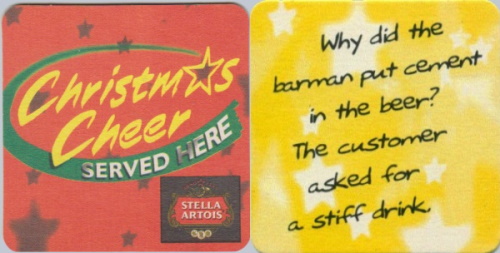 Christmas
Cheer
SERVED HERE
STELLA
ARTOIS
Why did the
barman put cement
in the beer?
The customer
asked for
a stiff drink.